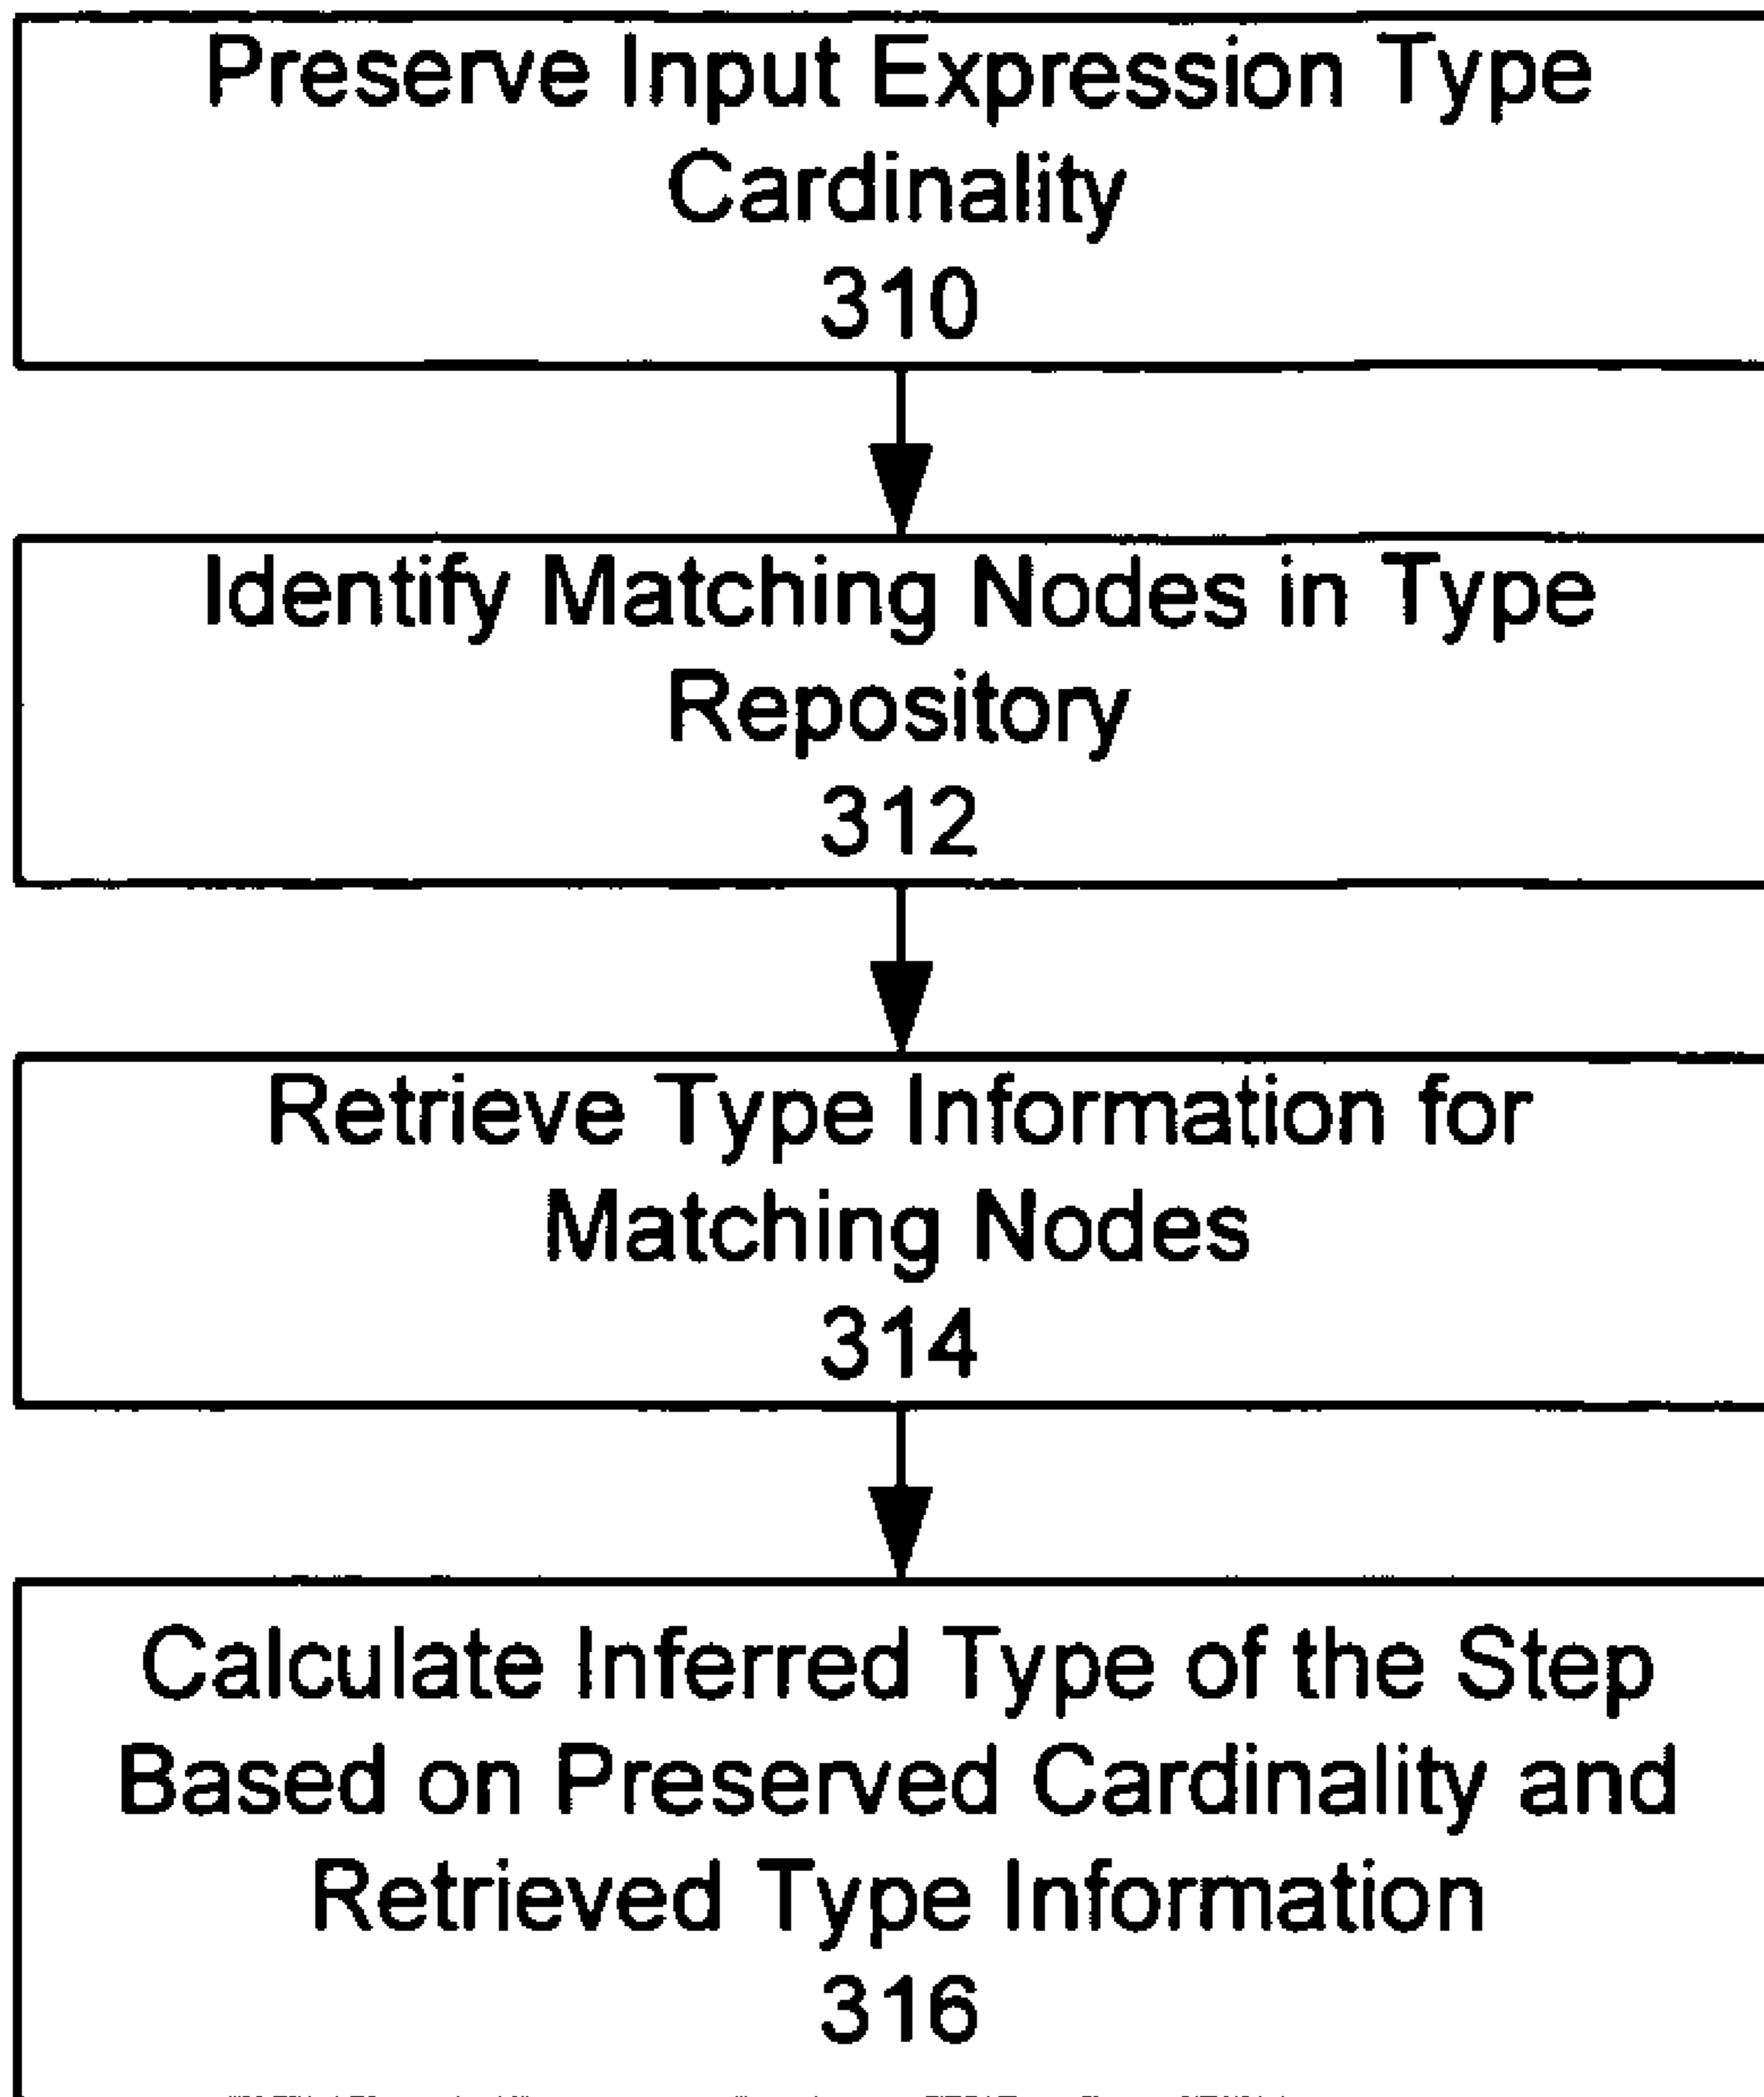 Preserve Input Expression Type
Cardinality
310
Identify Matching Nodes in Type
Repository
312
Retrieve Type Information for
Matching Nodes
314
Calculate Inferred Type of the Step
Based on Preserved Cardinality and
Retrieved Type Information
316